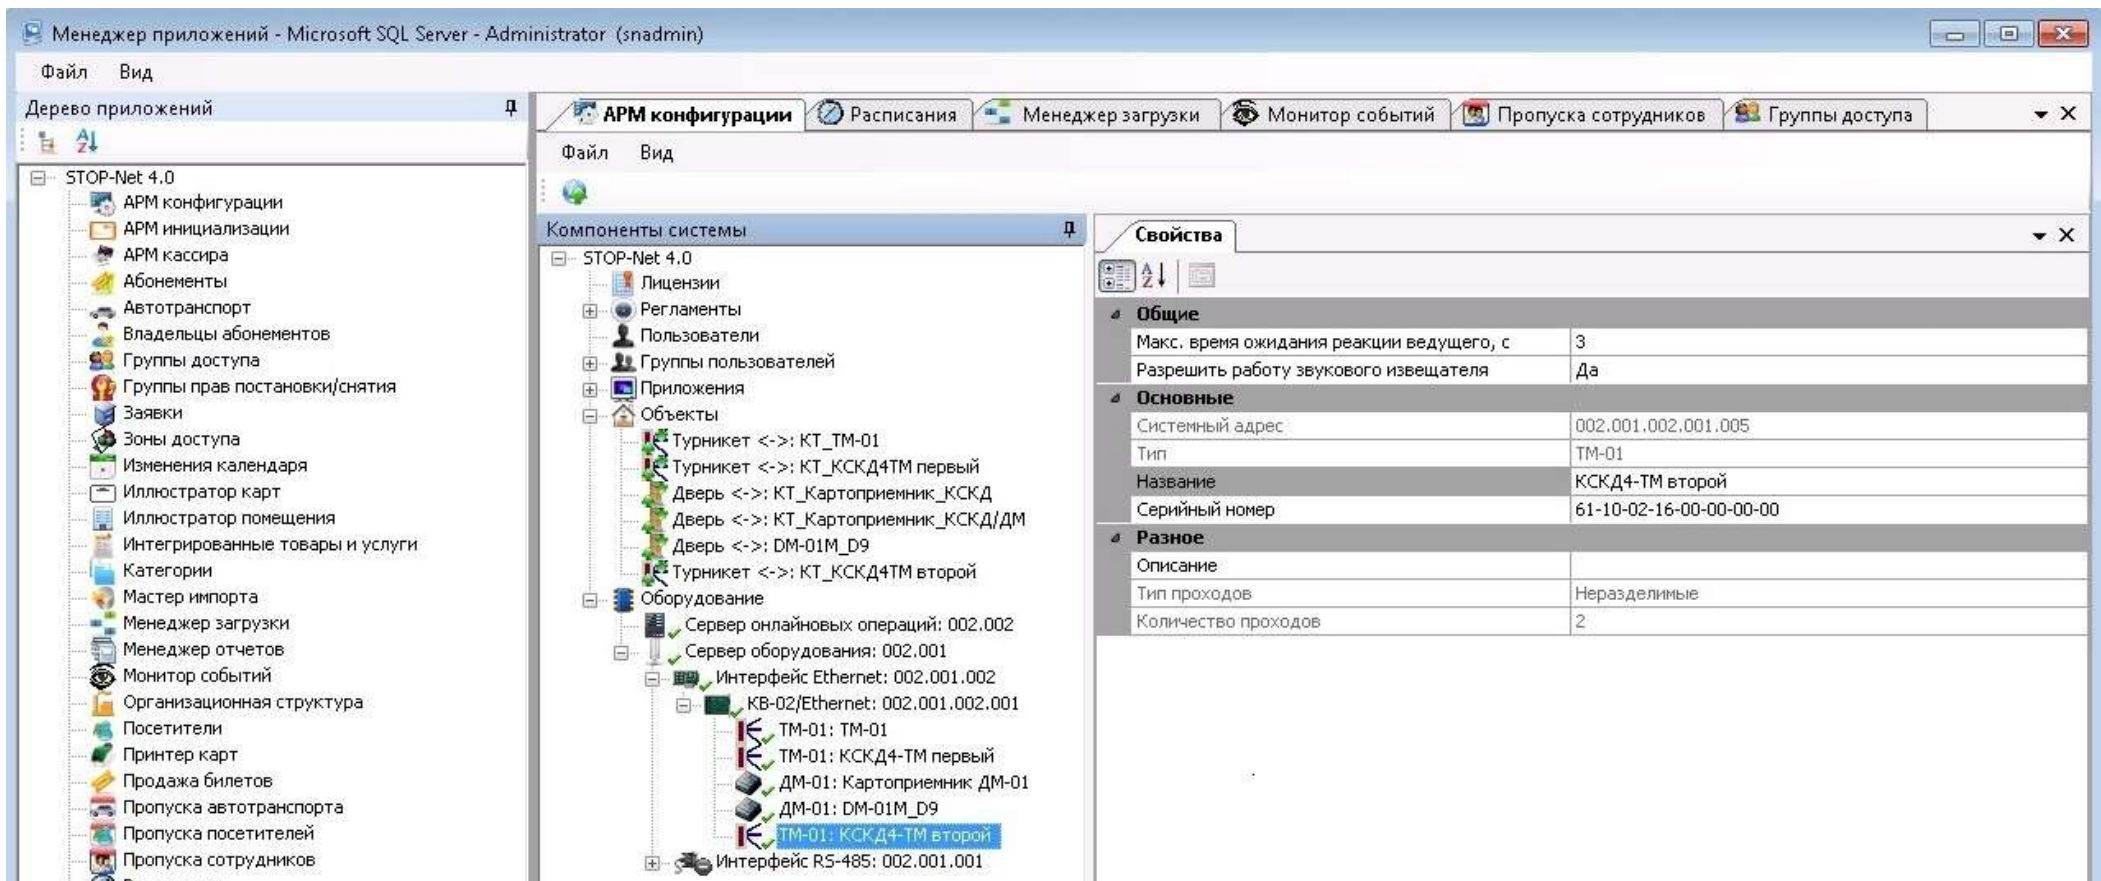 Менеджер приложений - Microsoft SQL Server - Administrator (snadmin)
Файл Вид
Дерево приложений
STOP-Net 4.0
АРМ конфигурации
АРМ инициализации
АРМ кассира
Абонементы
Автотранспорт
Владельцы абонементов
Группы доступа
Группы прав постановки/снятия
Заявки
Зоны доступа
Изменения календаря
Иллюстратор карт
Иллюстратор помещения
Интегрированные товары и услуги
Категории
Мастер импорта
Менеджер загрузки
Менеджер отчетов
Монитор событий
Организационная структура
Посетители
Принтер карт
Продажа билетов
Пропуска автотранспорта
Пропуска посетителей
Пропуска сотрудников
АРМ конфигурации Расписания Менеджер загрузки Монитор событий Пропуска сотрудников Группы доступа
Файл Вид
Компоненты системы
STOP-Net 4.0
Лицензии
Регламенты
Пользователи
Группы пользователей
Приложения
Объекты
Турникет <->: КТ_ТМ-01
Турникет <->: КТ_КСКД4ТМ первый
Дверь <->: КТ_Картоприемник_КСКД
Дверь <->: КТ_Картоприемник_КСКД/ДМ
Дверь <->: DM-01M_D9
Турникет <->: КТ_КСКД4ТМ второй
Оборудование
Сервер онлайновых операций: 002.002
Сервер оборудования: 002.001
Интерфейс Ethernet: 002.001.002
КВ-02/Ethernet: 002.001.002.001
ТМ-01: ТМ-01
ТМ-01: КСКД4-ТМ первый
ДМ-01: Картоприемник ДМ-01
ДМ-01: DM-01M_D9
ТМ-01: КСКД4-ТМ второй
Интерфейс RS-485: 002.001.001
Свойства
Общие
Макс. время ожидания реакции ведущего, с 3
Разрешить работу звукового извещателя Да
Основные
Системный адрес 002.001.002.001.005
Тип ТМ-01
Название КСКД4-ТМ второй
Серийный номер 61-10-02-16-00-00-00-00
Разное
Описание
Тип проходов Неразделимые
Количество проходов 2